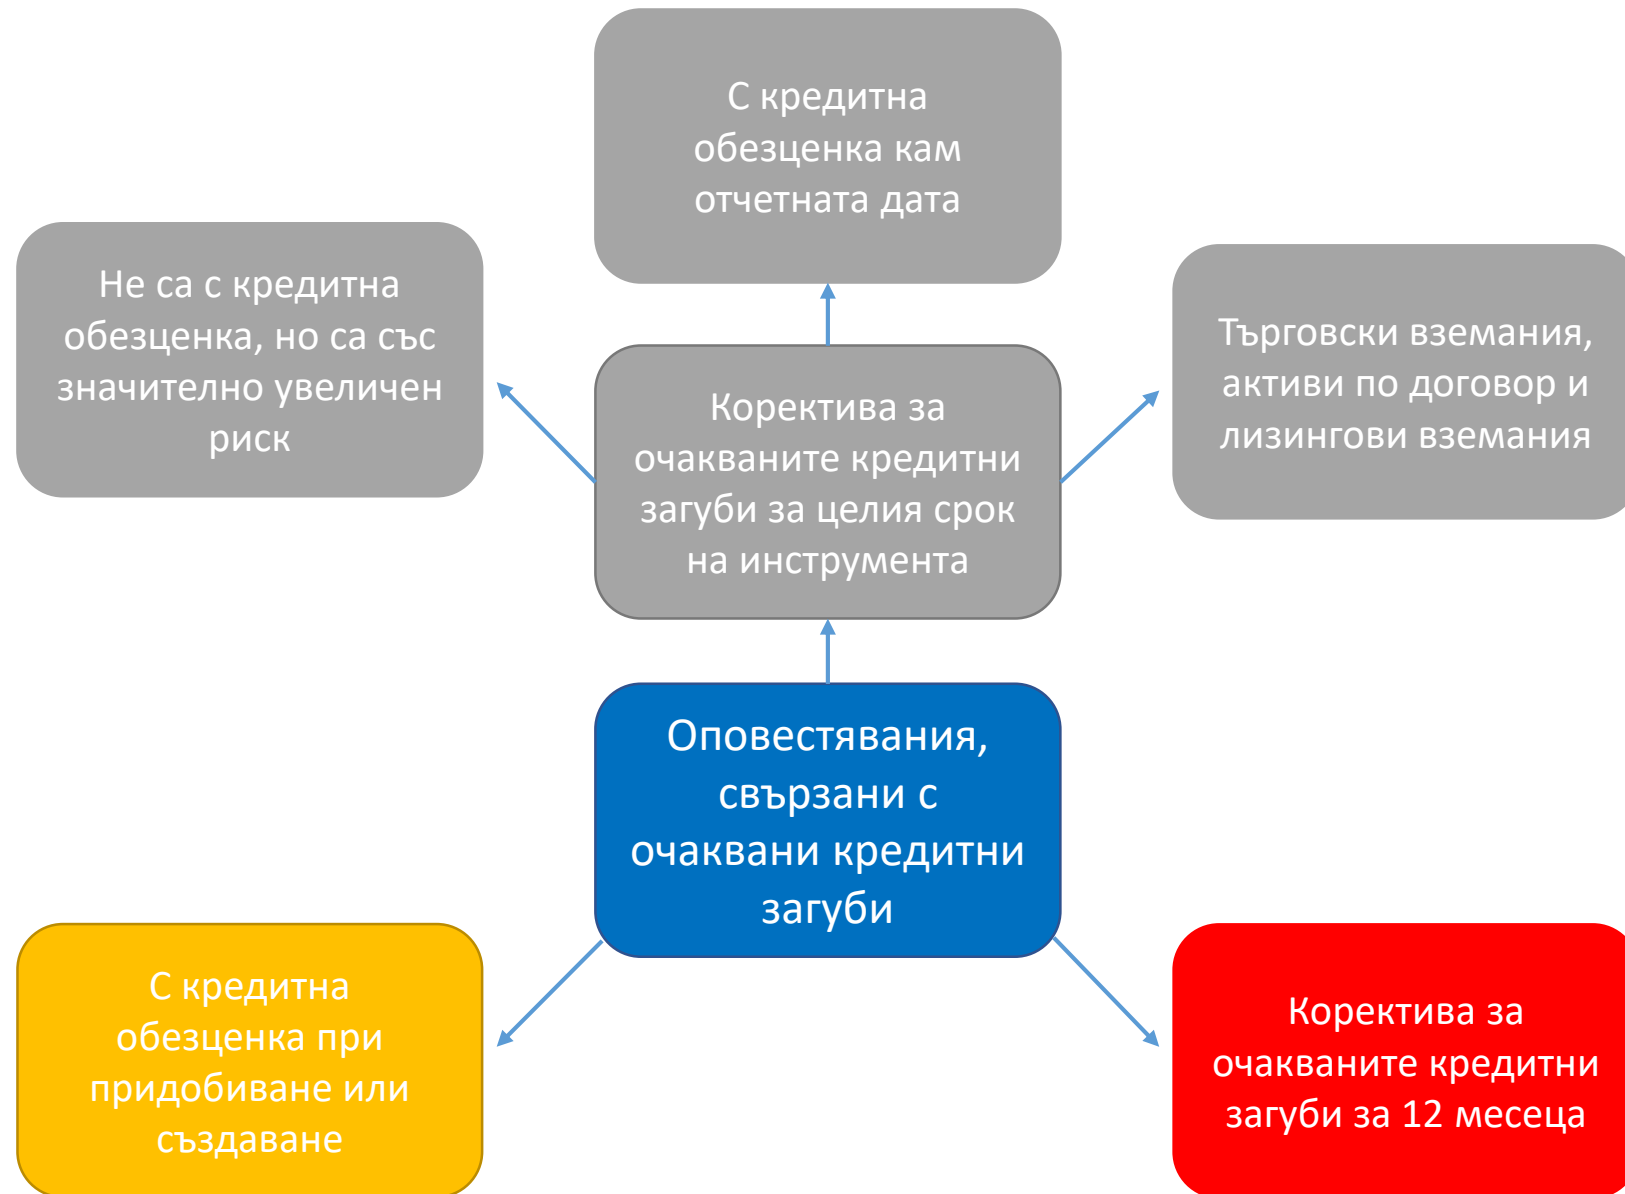 С кредитна
обезценка кам
отчетната дата
Не са с кредитна
обезценка, но са със
значително увеличен
риск
Търговски вземания,
активи по договор и
лизингови вземания
Коректива за
очакваните кредитни
загуби за целия срок
на инструмента
Оповестявания,
свързани с
очаквани кредитни
загуби
С кредитна
обезценка при
придобиване или
създаване
Коректива за
очакваните кредитни
загуби за 12 месеца